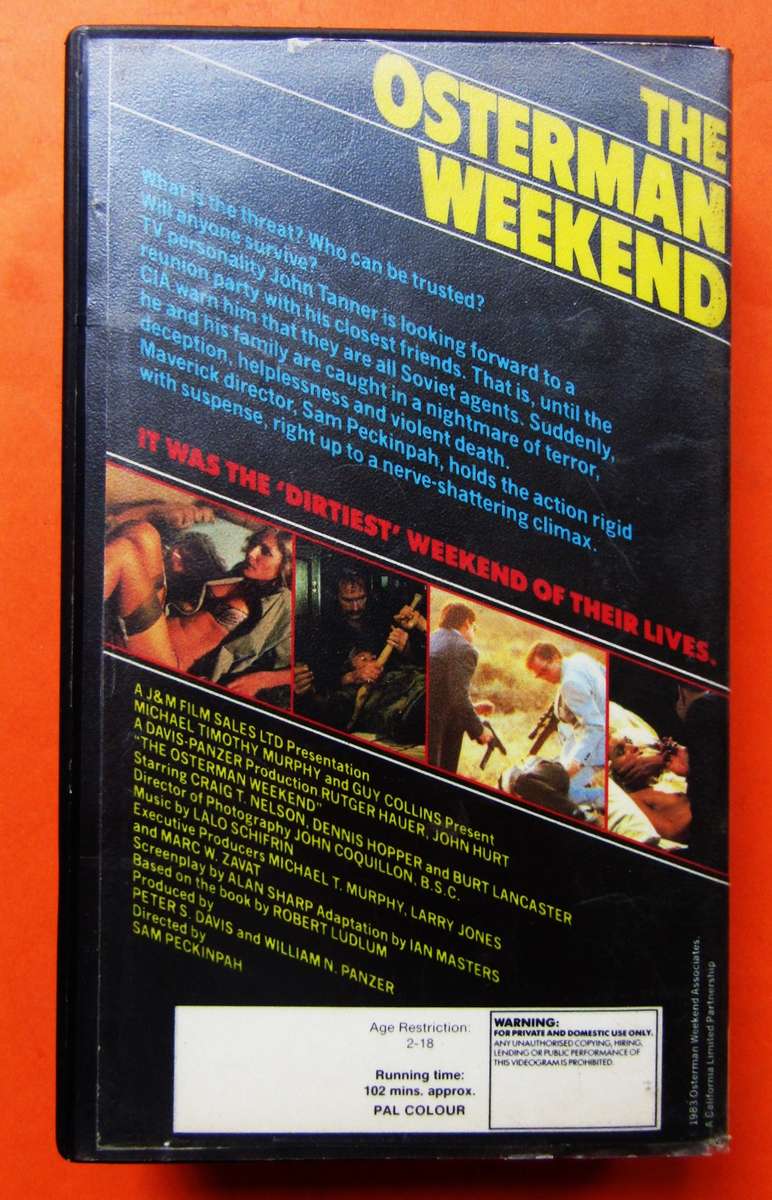 THE
OSTERMAN
WEEKEND
What is the threat? Who can be trusted?
Will anyone survive?
TV personality John Tanner is looking forward to a
reunion party with his closest friends. That is, until the
CIA warn him that they are all Soviet agents. Suddenly,
he and his family are caught in a nightmare of terror,
deception, helplessness and violent death.
Maverick director, Sam Peckinpah, holds the action rigid
with suspense, right up to a nerve-shattering climax.
IT WAS THE 'DIRTIEST' WEEKEND OF THEIR LIVES.
A J&M FILM SALES LTD Presentation
MICHAEL TIMOTHY MURPHY and GUY COLLINS Present
A DAVIS-PANZER Production RUTGER HAUER, JOHN HURT
"THE OSTERMAN WEEKEND"
Starring CRAIG T. NELSON, DENNIS HOPPER and BURT LANCASTER
Director of Photography JOHN COQUILLON, B.S.C.
Music by LALO SCHIFRIN
Executive Producers MICHAEL T. MURPHY, LARRY JONES
and MARC W. ZAVAT
Screenplay by ALAN SHARP Adaptation by IAN MASTERS
Based on the book by ROBERT LUDLUM
Produced by
PETER S. DAVIS and WILLIAM N. PANZER
Directed by
SAM PECKINPAH
Age Restriction:
2-18
Running time:
102 mins. approx.
PAL COLOUR
WARNING:
FOR PRIVATE AND DOMESTIC USE ONLY.
ANY UNAUTHORISED COPYING, HIRING,
LENDING OR PUBLIC PERFORMANCE OF
THIS VIDEOGRAM IS PROHIBITED.
1983 Osterman Weekend Associates,
A California Limited Partnership